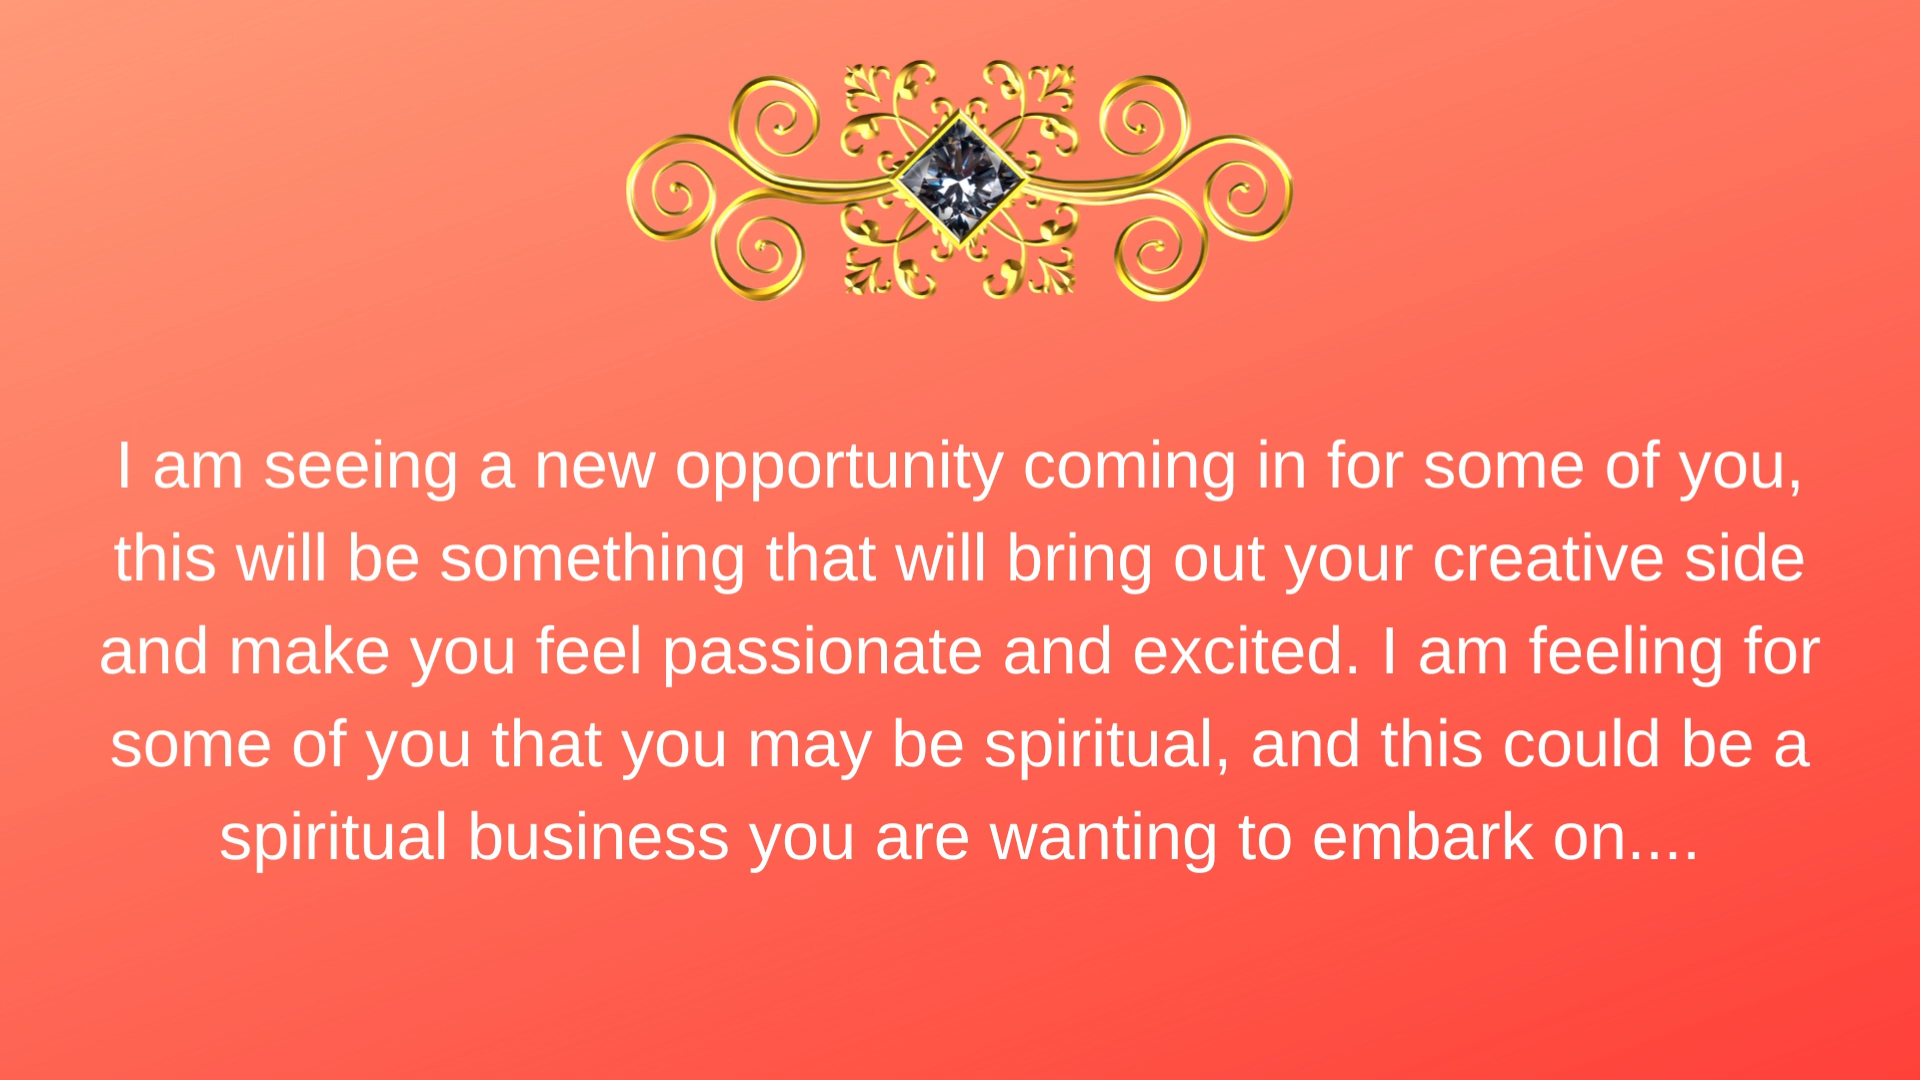 I am seeing a new opportunity coming in for some of you,
this will be something that will bring out your creative side
and make you feel passionate and excited. I am feeling for
some of you that you may be spiritual, and this could be a
spiritual business you are wanting to embark on....